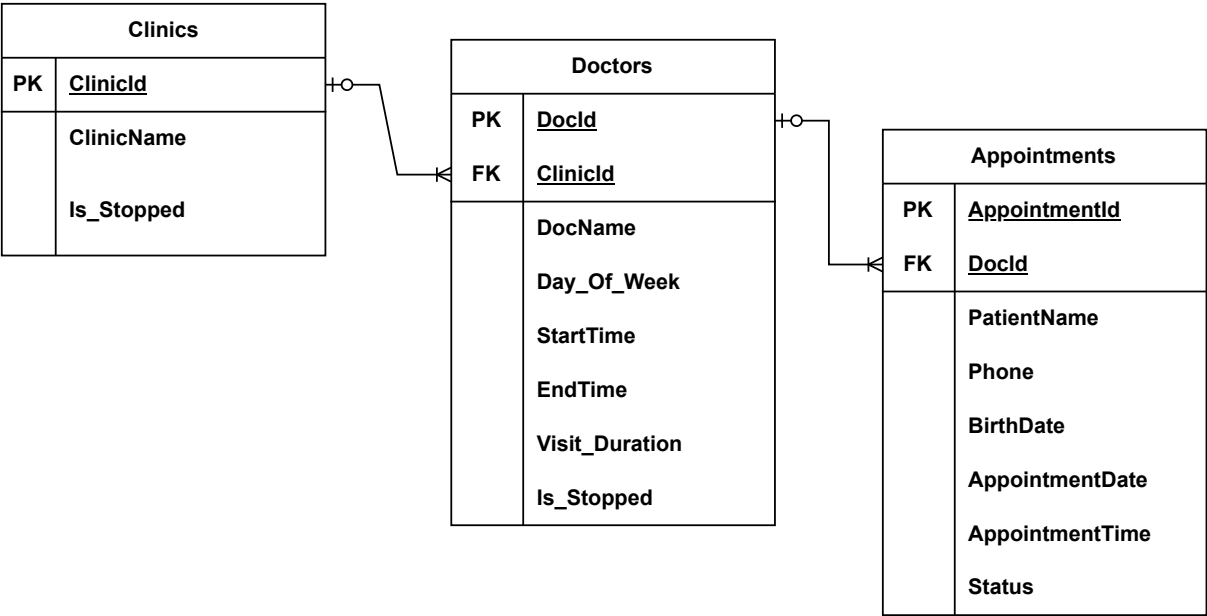 Clinics
PK ClinicId
ClinicName
Is_Stopped
Doctors
PK DocId
FK ClinicId
DocName
Day_Of_Week
StartTime
EndTime
Visit_Duration
Is_Stopped
Appointments
PK AppointmentId
FK DocId
PatientName
Phone
BirthDate
AppointmentDate
AppointmentTime
Status